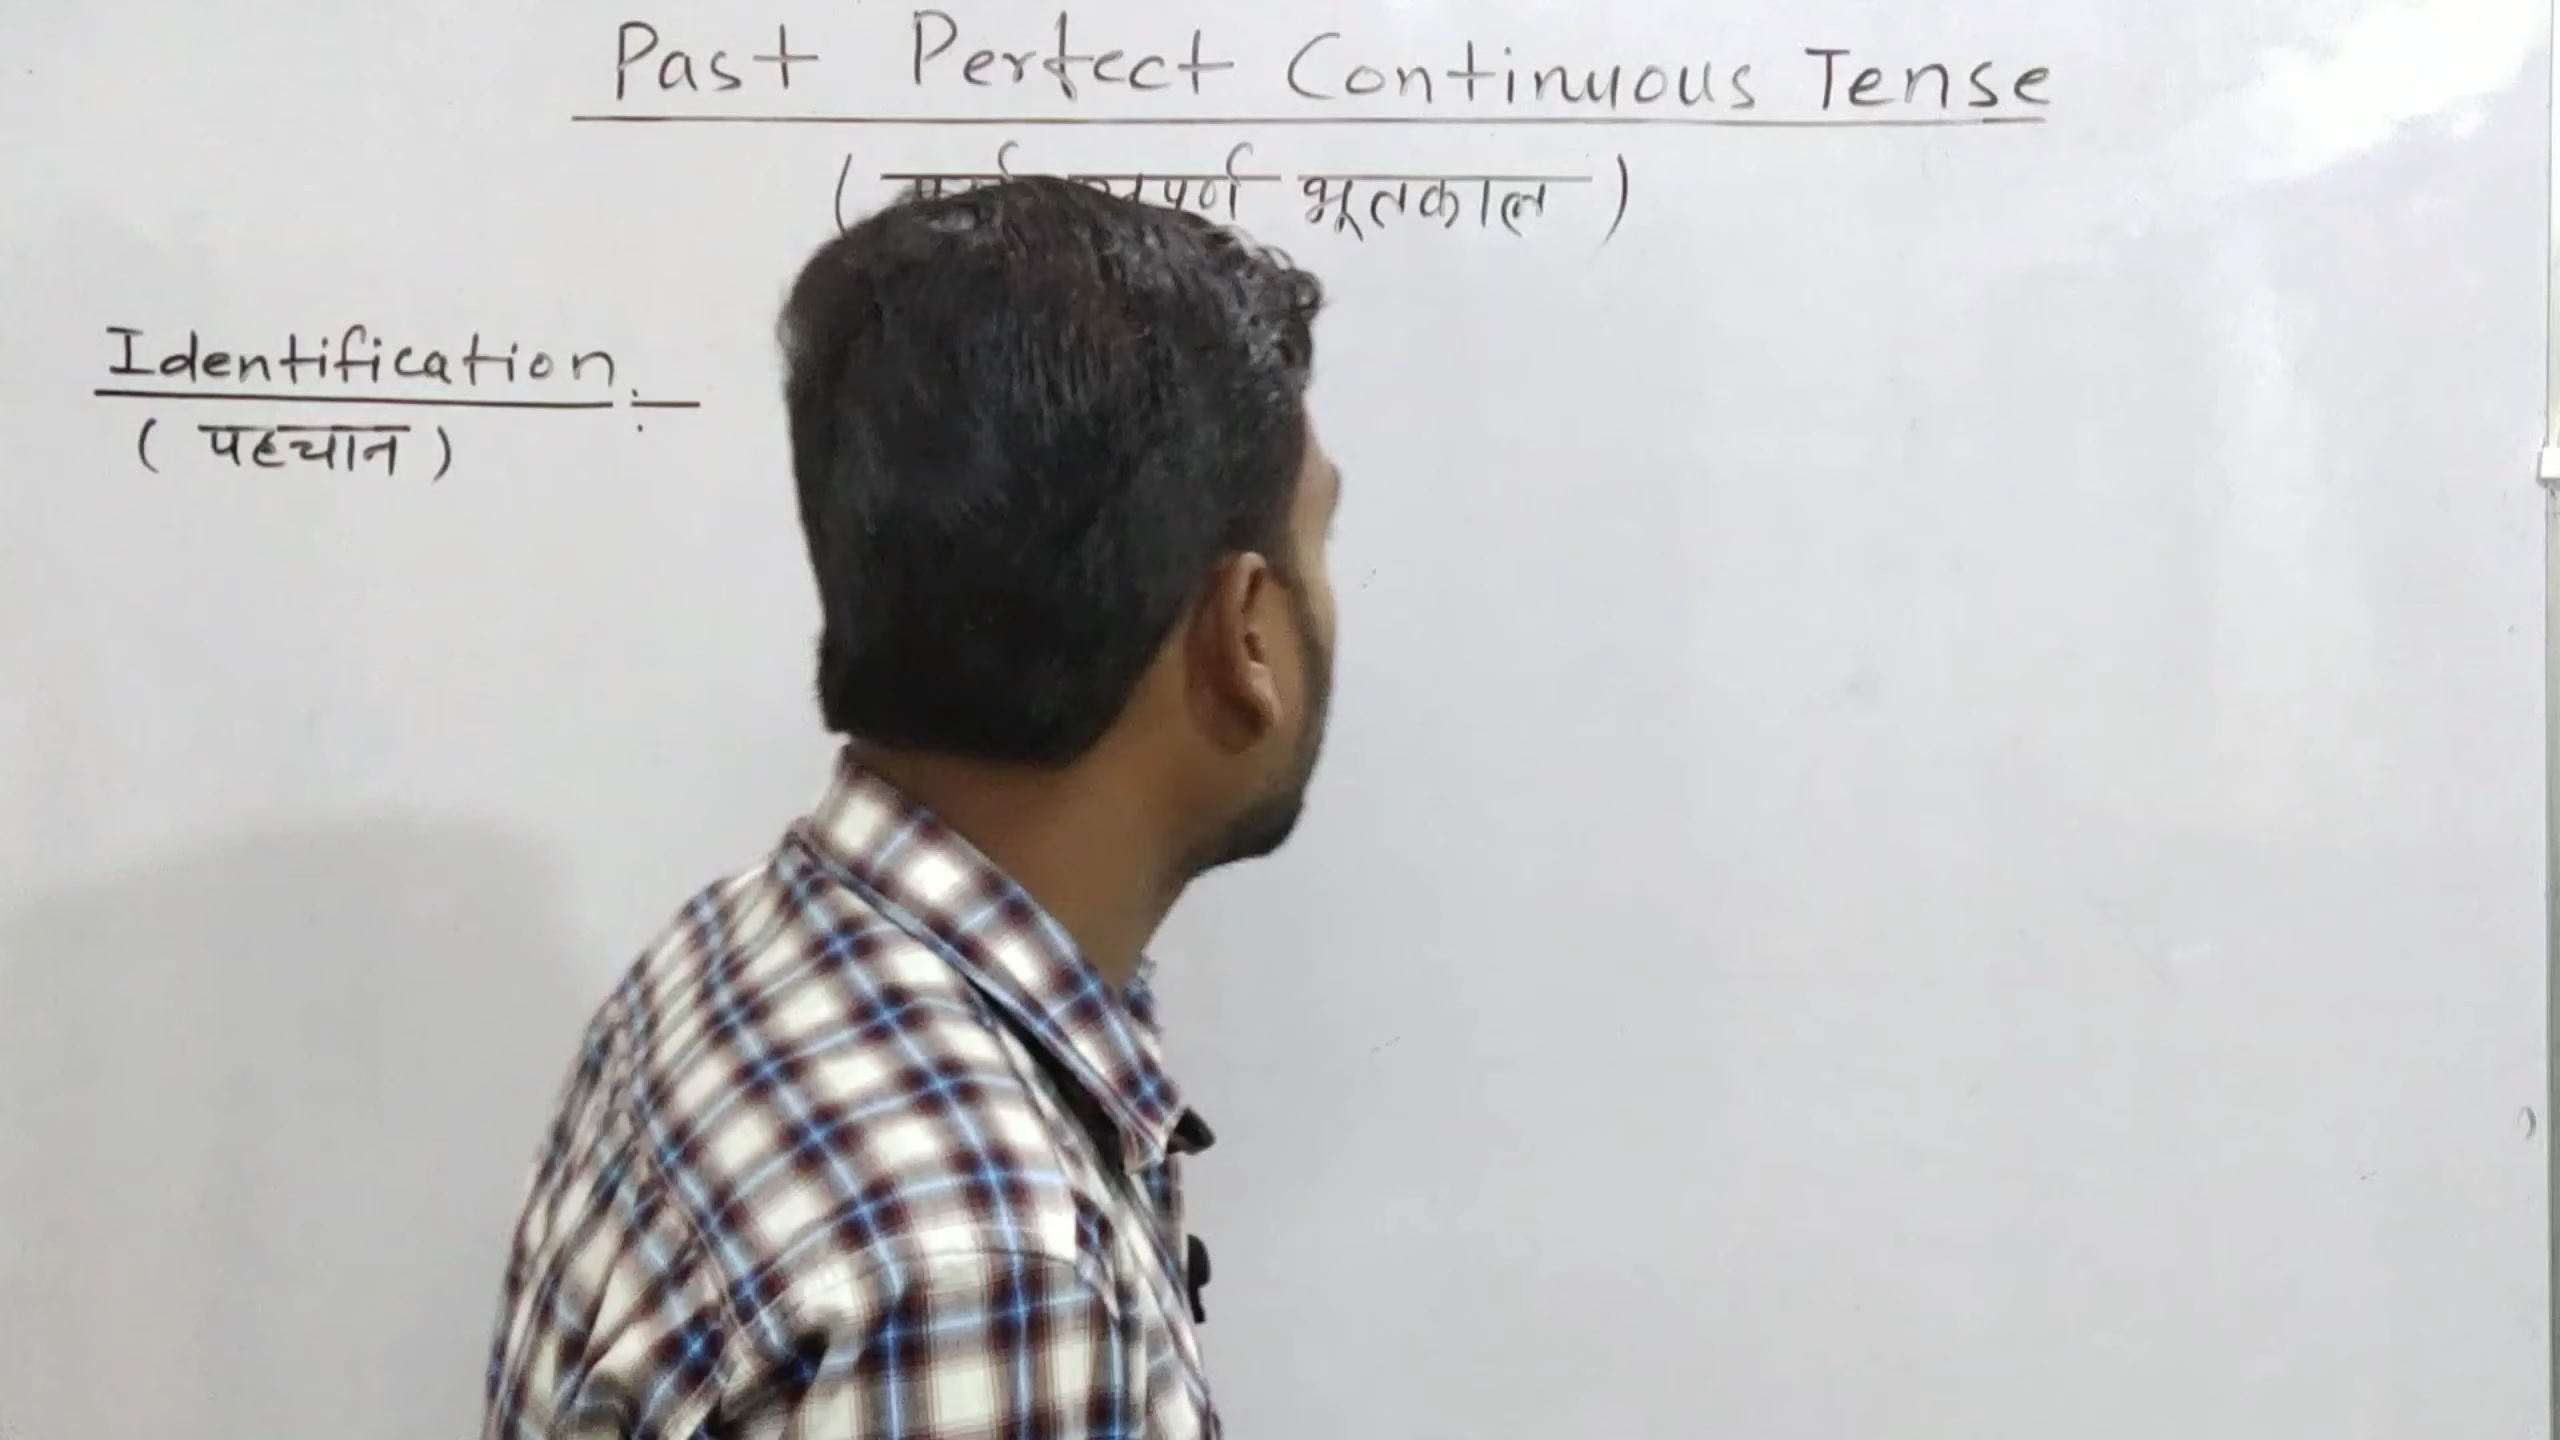 Past Perfect Continuous Tense
( भूतकाल )
Identification :-
( पहचान )